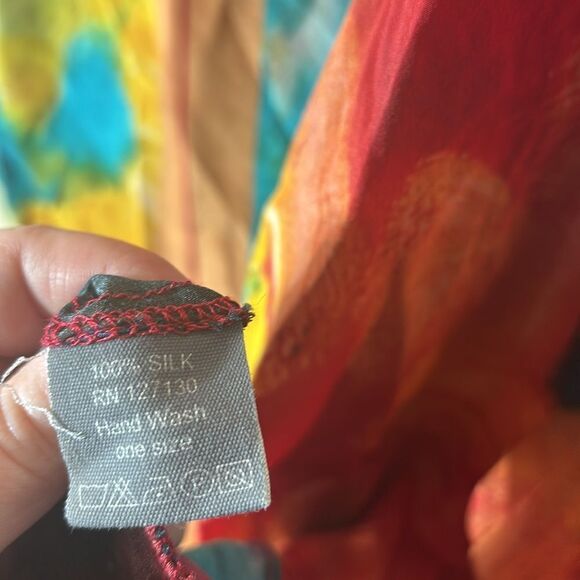 100% SILK
RN 127130
Hand Wash
one size